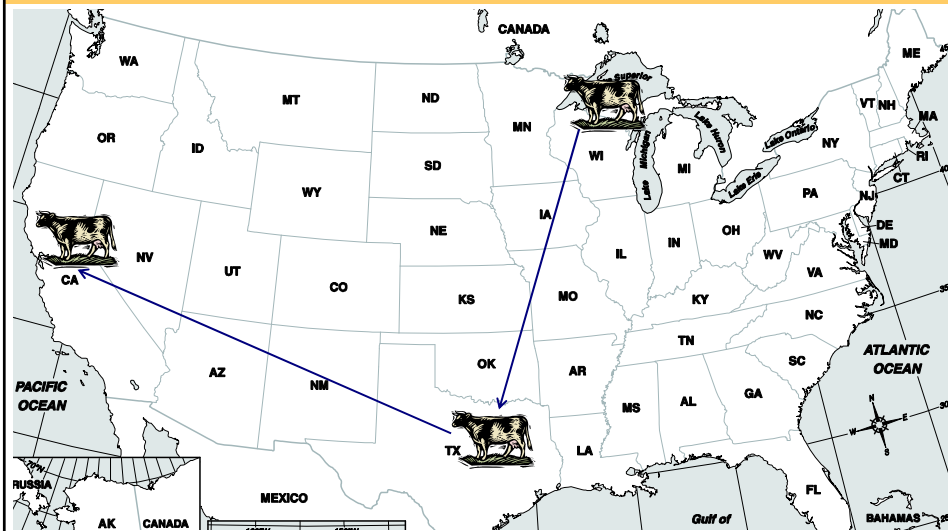 CANADA
WA
MT
ND
MN
Lake Superior
ME
VT
NH
MA
OR
ID
SD
WI
Lake Michigan
Lake Huron
MI
Lake Ontario
NY
RI
CT
WY
IA
NE
Lake Erie
PA
NJ
DE
MD
NV
UT
CO
IL
IN
OH
WV
VA
CA
KS
MO
KY
NC
TN
AZ
NM
OK
AR
SC
ATLANTIC
OCEAN
PACIFIC
OCEAN
MS
AL
GA
N
W
E
S
TX
LA
RUSSIA
AK
CANADA
MEXICO
FL
Gulf of
BAHAMAS